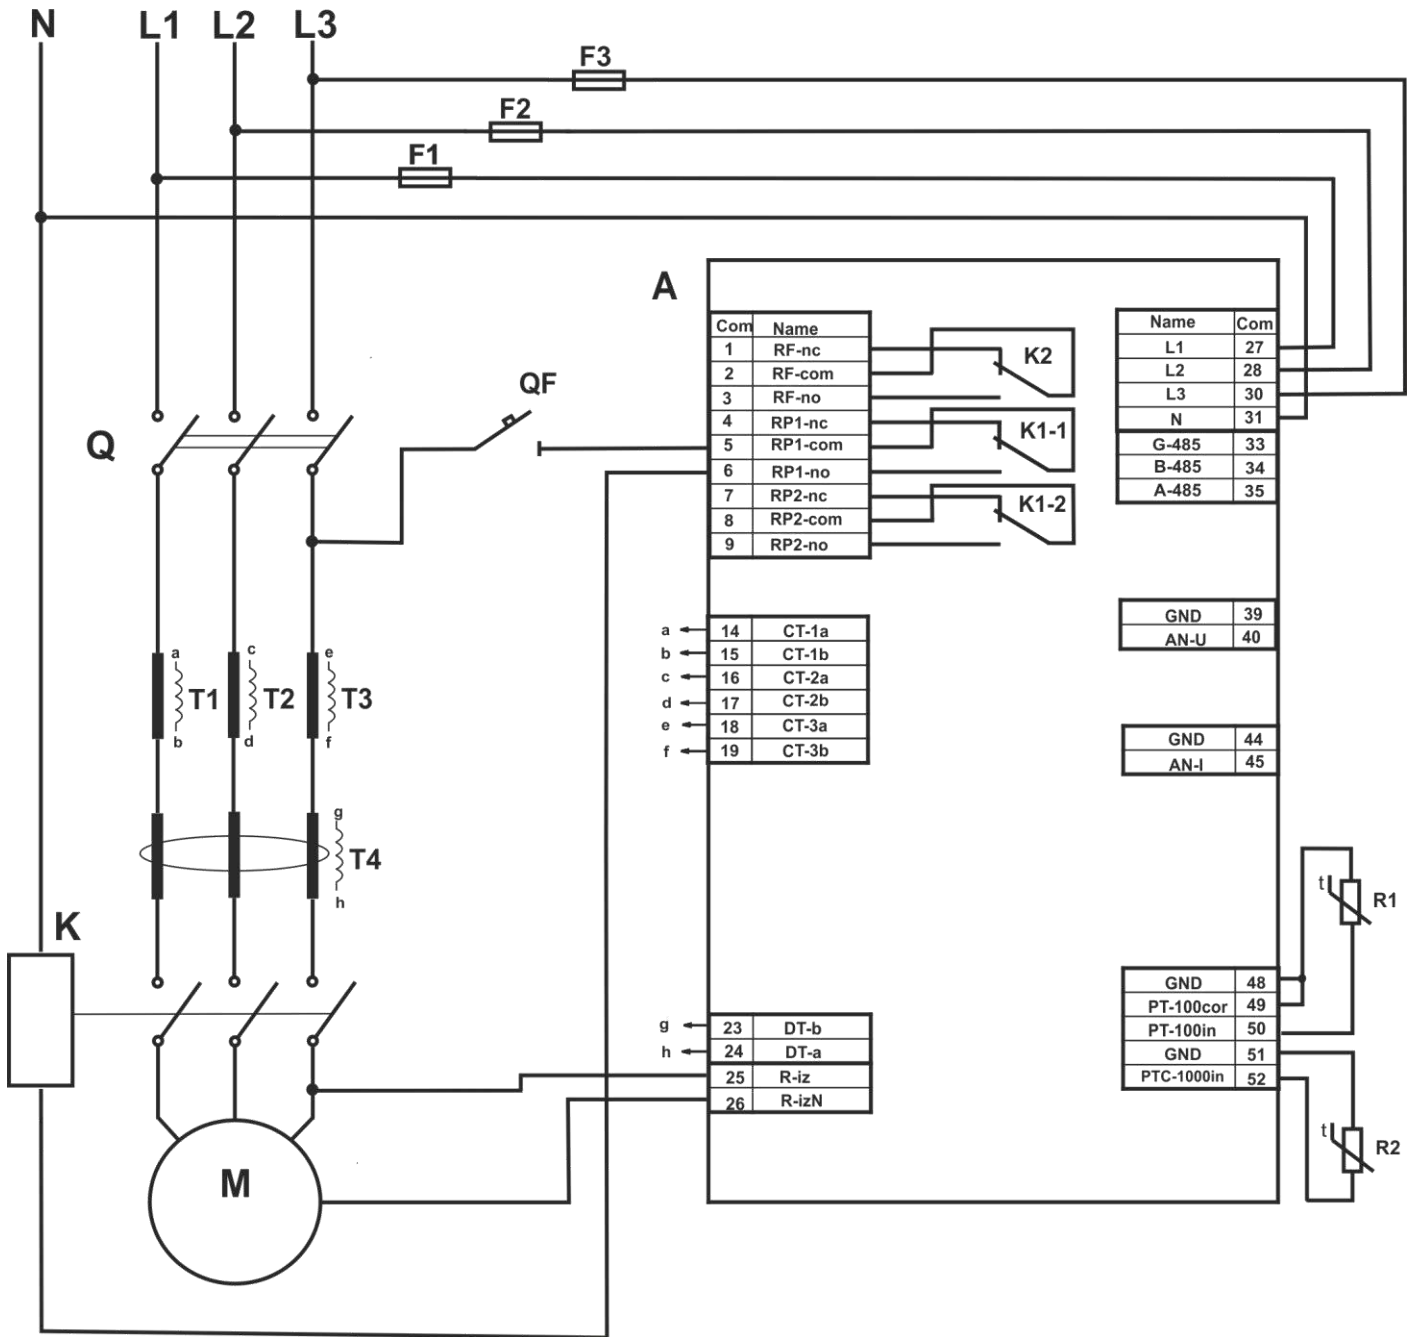 N L1 L2 L3
F3
F2
F1
A
Com Name
1 RF-nc
2 RF-com
3 RF-no
4 RP1-nc
5 RP1-com
6 RP1-no
7 RP2-nc
8 RP2-com
9 RP2-no
K2
K1-1
K1-2
Name Com
L1 27
L2 28
L3 30
N 31
G-485 33
B-485 34
A-485 35
QF
Q
GND 39
AN-U 40
a 14 CT-1a
b 15 CT-1b
c 16 CT-2a
d 17 CT-2b
e 18 CT-3a
f 19 CT-3b
a c e
T1 T2 T3
b d f
GND 44
AN-I 45
g
T4
h
K
t R1
GND 48
PT-100cor 49
PT-100in 50
GND 51
PTC-1000in 52
g 23 DT-b
h 24 DT-a
25 R-iz
26 R-izN
t R2
M